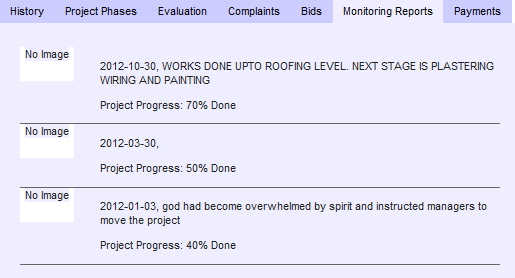 History Project Phases Evaluation Complaints Bids Monitoring Reports Payments
No Image
2012-10-30, WORKS DONE UPTO ROOFING LEVEL. NEXT STAGE IS PLASTERING
WIRING AND PAINTING
Project Progress: 70% Done
No Image
2012-03-30,
Project Progress: 50% Done
No Image
2012-01-03, god had become overwhelmed by spirit and instructed managers to
move the project
Project Progress: 40% Done